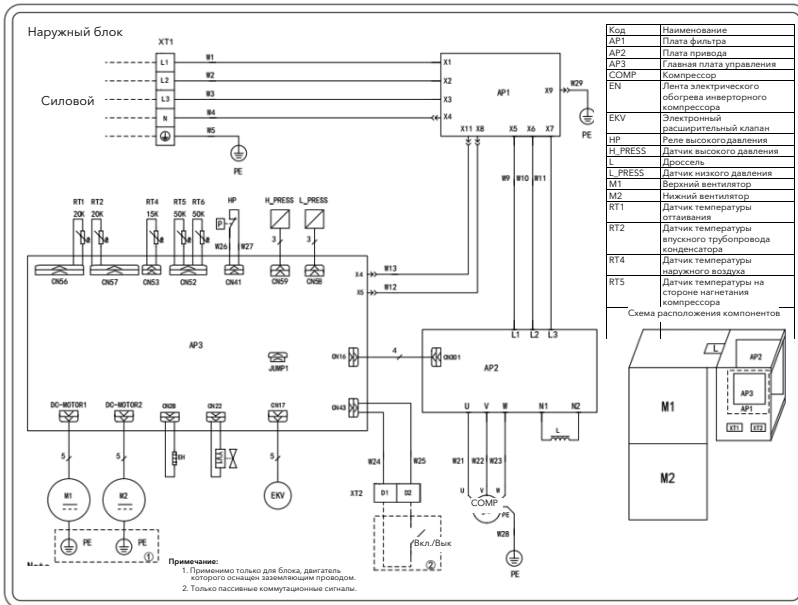 Наружный блок
Силовой
XT1
L1
L2
L3
N
W1
W2
W3
W4
W5
PE
X1
X2
X3
X4
AP1
X9
W29
PE
X11 X8
X5 X6 X7
W9 W10 W11
RT1 RT2
20K 20K
RT4
15K
RT5 RT6
50K 50K
HP
P
W26 W27
H_PRESS
L_PRESS
3
3
CN56
CN57
CN53
CN52
CN41
CN59
CN58
X4
W13
X5
W12
AP3
JUMP1
CN16
4
CN301
CN43
L1 L2 L3
AP2
U V W N1 N2
L
DC-MOTOR1
DC-MOTOR2
CN28
CN22
CN17
5
5
5
EH
M1
M2
EKV
PE
PE
①
W24
W25
XT2
D1
D2
Вкл./Вык
②
W21 W22 W23
U V W
COMP
PE
W28
PE
Примечание:
1. Применимо только для блока, двигатель
которого оснащен заземляющим проводом.
2. Только пассивные коммутационные сигналы.
Код Наименование
AP1 Плата фильтра
AP2 Плата привода
AP3 Главная плата управления
COMP Компрессор
EN Лента электрического
обогрева инверторного
компрессора
EKV Электронный
расширительный клапан
HP Реле высокого давления
H_PRESS Датчик высокого давления
L Дроссель
L_PRESS Датчик низкого давления
M1 Верхний вентилятор
M2 Нижний вентилятор
RT1 Датчик температуры
оттаивания
RT2 Датчик температуры
впускного трубопровода
конденсатора
RT4 Датчик температуры
наружного воздуха
RT5 Датчик температуры на
стороне нагнетания
компрессора
Схема расположения компонентов
L
AP2
AP3
AP1
XT1
XT2
M1
M2